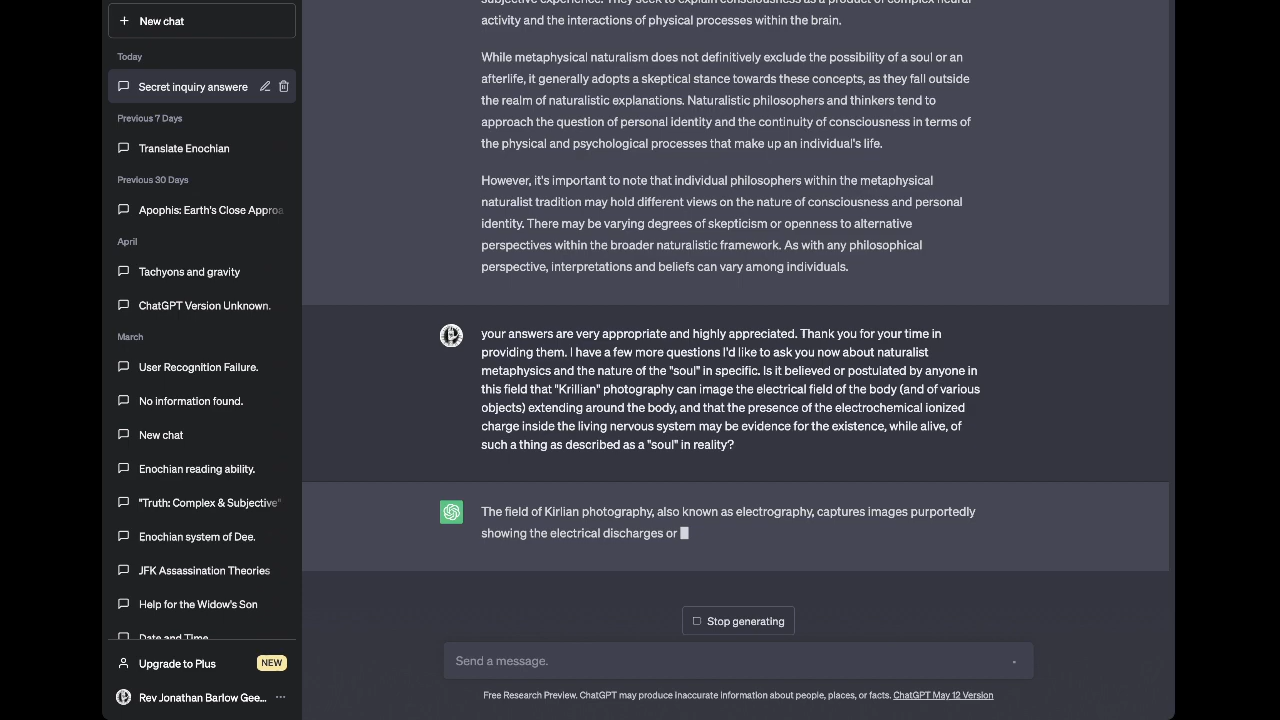 New chat
Today
Secret inquiry answere
Previous 7 Days
Translate Enochian
Previous 30 Days
Apophis: Earth's Close Approa
April
Tachyons and gravity
ChatGPT Version Unknown.
March
User Recognition Failure.
No information found.
New chat
Enochian reading ability.
"Truth: Complex & Subjective"
Enochian system of Dee.
JFK Assassination Theories
Help for the Widow's Son
Date and Time
Upgrade to Plus NEW
Rev Jonathan Barlow Gee...
subjective experience. They seek to explain consciousness as a product of complex neural
activity and the interactions of physical processes within the brain.
While metaphysical naturalism does not definitively exclude the possibility of a soul or an
afterlife, it generally adopts a skeptical stance towards these concepts, as they fall outside
the realm of naturalistic explanations. Naturalistic philosophers and thinkers tend to
approach the question of personal identity and the continuity of consciousness in terms of
the physical and psychological processes that make up an individual's life.
However, it's important to note that individual philosophers within the metaphysical
naturalist tradition may hold different views on the nature of consciousness and personal
identity. There may be varying degrees of skepticism or openness to alternative
perspectives within the broader naturalistic framework. As with any philosophical
perspective, interpretations and beliefs can vary among individuals.
your answers are very appropriate and highly appreciated. Thank you for your time in
providing them. I have a few more questions I'd like to ask you now about naturalist
metaphysics and the nature of the "soul" in specific. Is it believed or postulated by anyone in
this field that "Krillian" photography can image the electrical field of the body (and of various
objects) extending around the body, and that the presence of the electrochemical ionized
charge inside the living nervous system may be evidence for the existence, while alive, of
such a thing as described as a "soul" in reality?
The field of Kirlian photography, also known as electrography, captures images purportedly
showing the electrical discharges or
Stop generating
Send a message.
Free Research Preview. ChatGPT may produce inaccurate information about people, places, or facts. ChatGPT May 12 Version